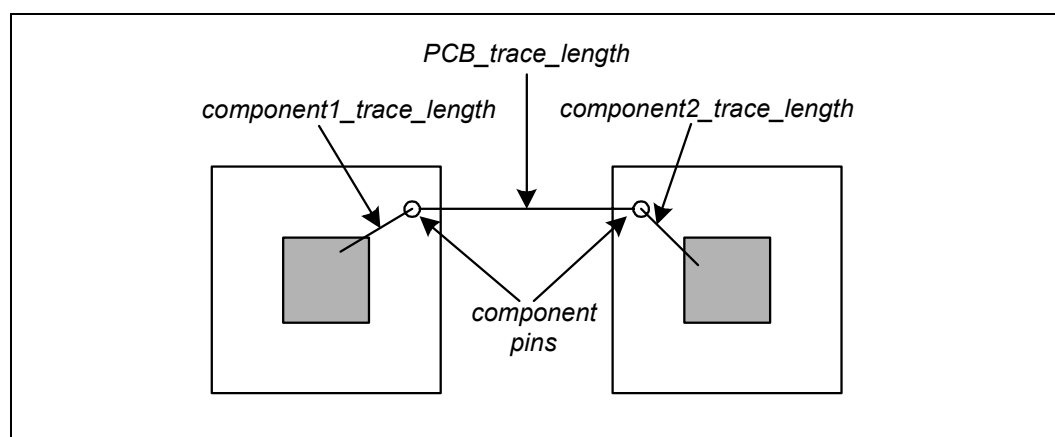 PCB_trace_length
component1_trace_length
component2_trace_length
component
pins